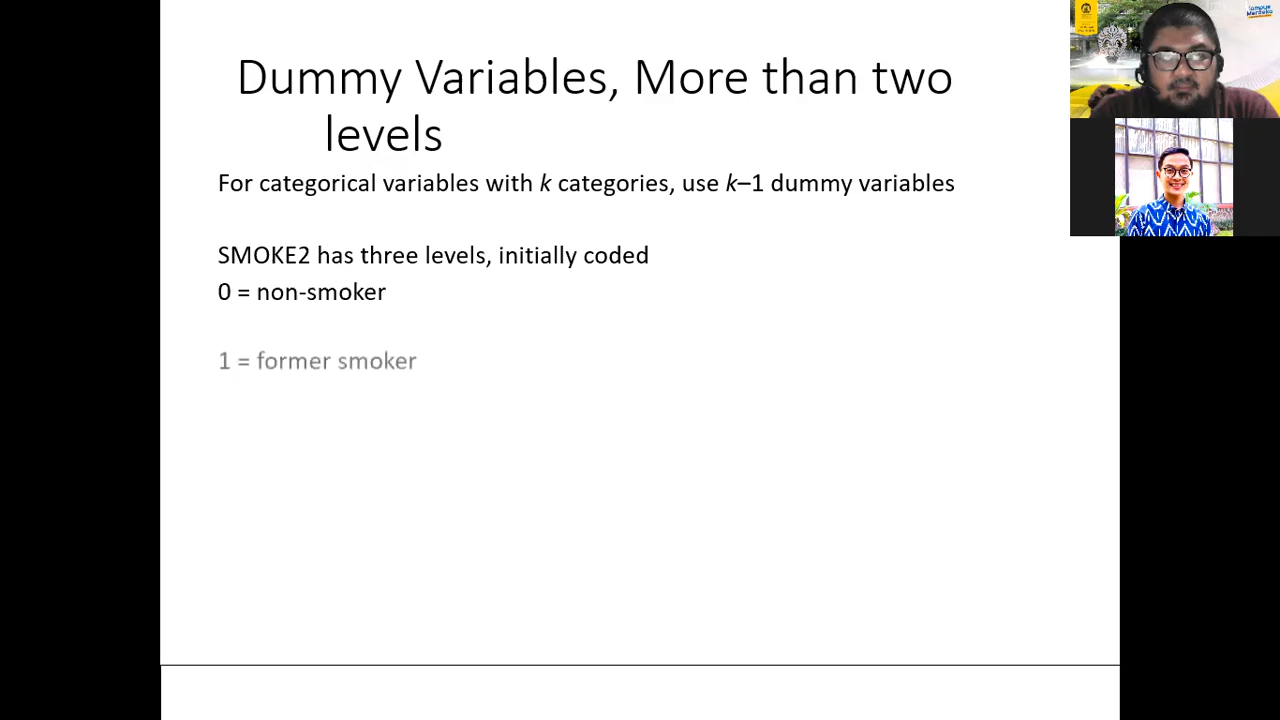 Dummy Variables, More than two
levels
For categorical variables with k categories, use k–1 dummy variables
SMOKE2 has three levels, initially coded
0 = non-smoker
1 = former smoker